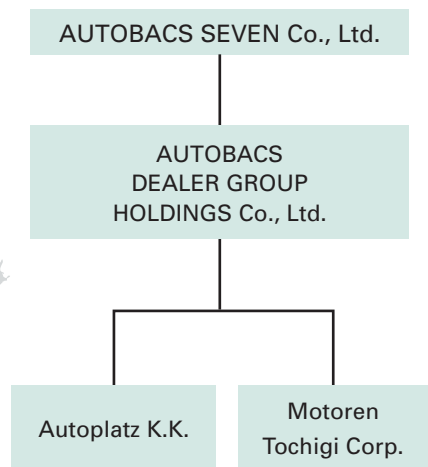 AUTOBACS SEVEN Co., Ltd.
AUTOBACS
DEALER GROUP
HOLDINGS Co., Ltd.
Autoplatz K.K.
Motoren
Tochigi Corp.